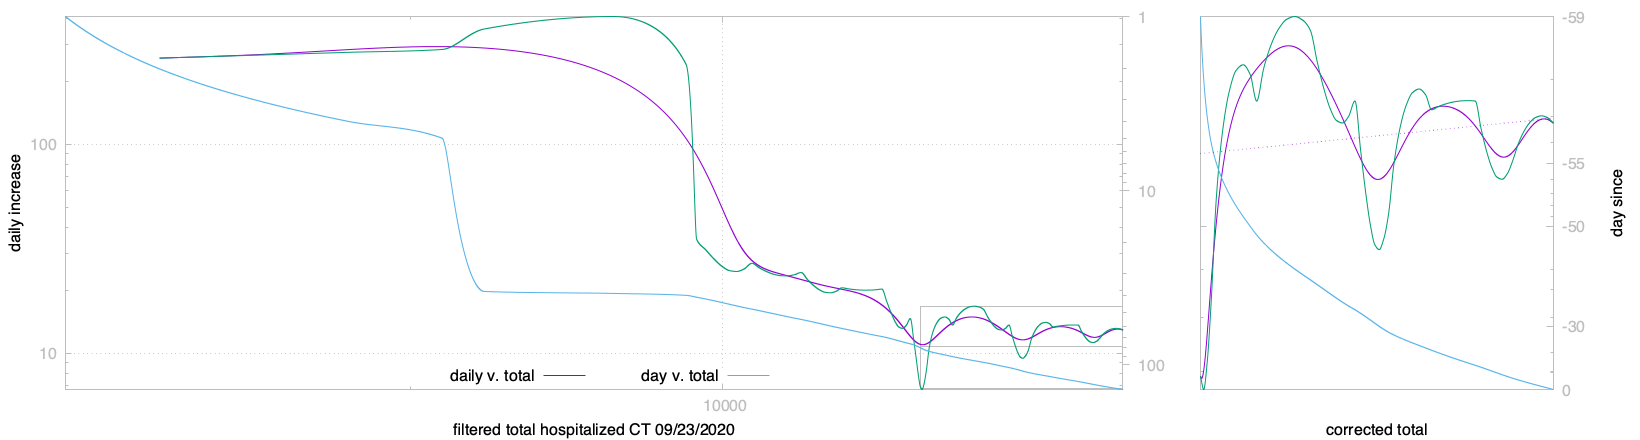 daily increase
100
10
daily v. total
day v. total
10000
filtered total hospitalized CT 09/23/2020
1
10
100
-59
-55
-50
-30
0
day since
corrected total